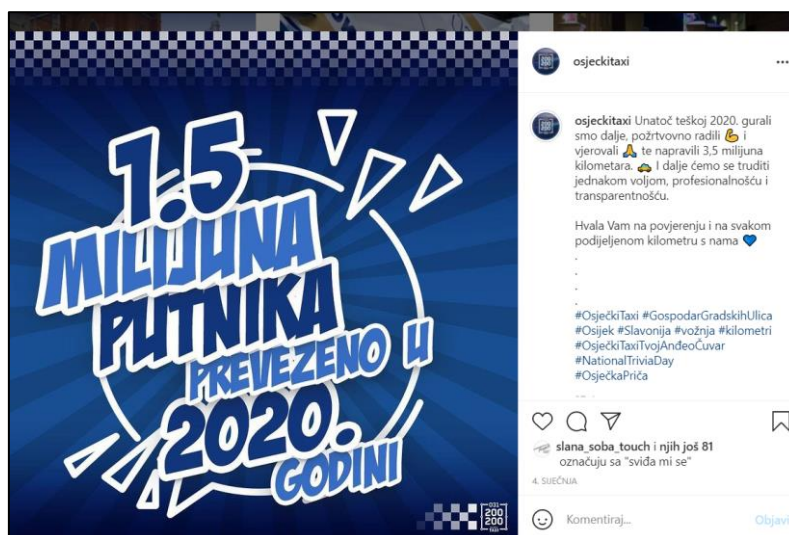 1.5
MILIJUNA
PUTNIKA
PREVEZENO U
2020.
GODINI
200
200
osjeckitaxi
osjeckitaxi Unatoč teškoj 2020. gurali
smo dalje, požrtvovno radili 💪 i
vjerovali 🙏 te napravili 3,5 milijuna
kilometara. 🚕 I dalje ćemo se truditi
jednakom voljom, profesionalnošću i
transparentnošću.
Hvala Vam na povjerenju i na svakom
podijeljenom kilometru s nama 💙
.
.
.
.
#OsječkiTaxi #GospodarGradskihUlica
#Osijek #Slavonija #vožnja #kilometri
#OsječkiTaxiTvojAnđeoČuvar
#NationalTriviaDay
#OsječkaPriča
slana_soba_touch i njih još 81
označuju sa "sviđa mi se"
4. SIJEČNJA
Komentiraj...
Objavi